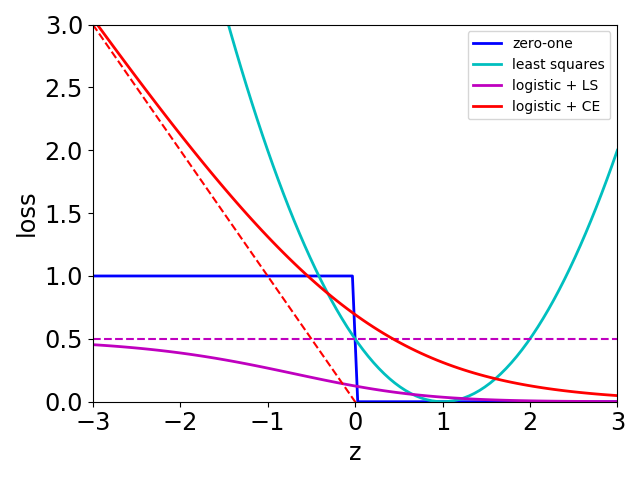 3.0
2.5
2.0
1.5
1.0
0.5
0.0
loss
zero-one
least squares
logistic + LS
logistic + CE
−3 −2 −1 0 1 2 3
z